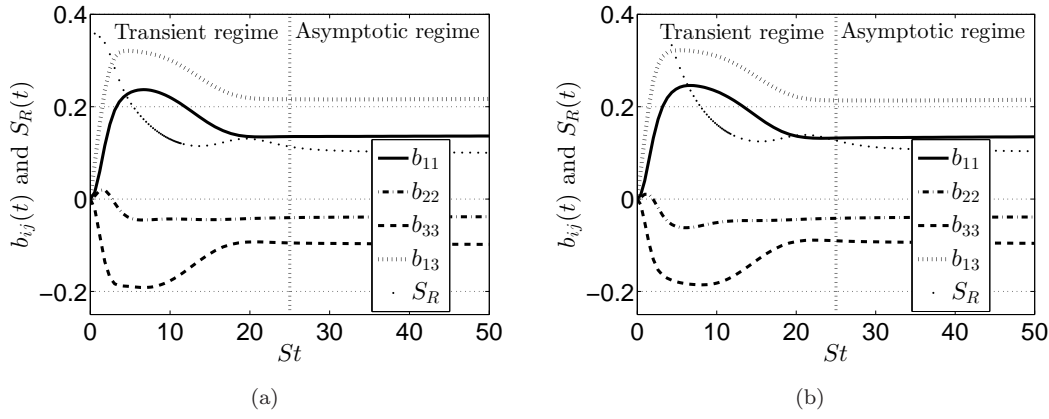 0.4
0.2
0
−0.2
b_{ij}(t) and S_R(t)
Transient regime
Asymptotic regime
b_{11}
b_{22}
b_{33}
b_{13}
S_R
0 10 20 30 40 50
St
(a)
0.4
0.2
0
−0.2
b_{ij}(t) and S_R(t)
Transient regime
Asymptotic regime
b_{11}
b_{22}
b_{33}
b_{13}
S_R
0 10 20 30 40 50
St
(b)